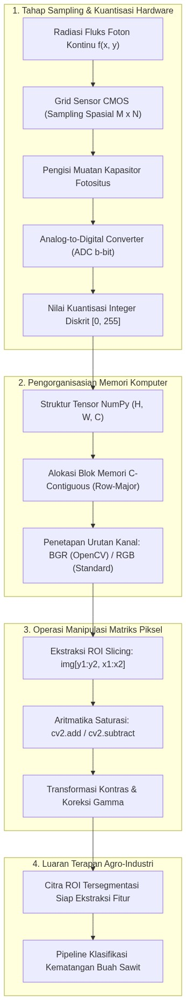 1. Tahap Sampling & Kuantisasi Hardware
Radiasi Fluks Foton
Kontinu f(x, y)
Grid Sensor CMOS
(Sampling Spasial M x N)
Pengisi Muatan Kapasitor
Fotositus
Analog-to-Digital Converter
(ADC b-bit)
Nilai Kuantisasi Integer
Diskrit [0, 255]
2. Pengorganisasian Memori Komputer
Struktur Tensor NumPy (H,
W, C)
Alokasi Blok Memori C-
Contiguous (Row-Major)
Penetapan Urutan Kanal:
BGR (OpenCV) / RGB
(Standard)
3. Operasi Manipulasi Matriks Piksel
Ekstraksi ROI Slicing:
img[y1:y2, x1:x2]
Aritmatika Saturasi:
cv2.add / cv2.subtract
Transformasi Kontras &
Koreksi Gamma
4. Luaran Terapan Agro-Industri
Citra ROI Tersegmentasi
Siap Ekstraksi Fitur
Pipeline Klasifikasi
Kematangan Buah Sawit